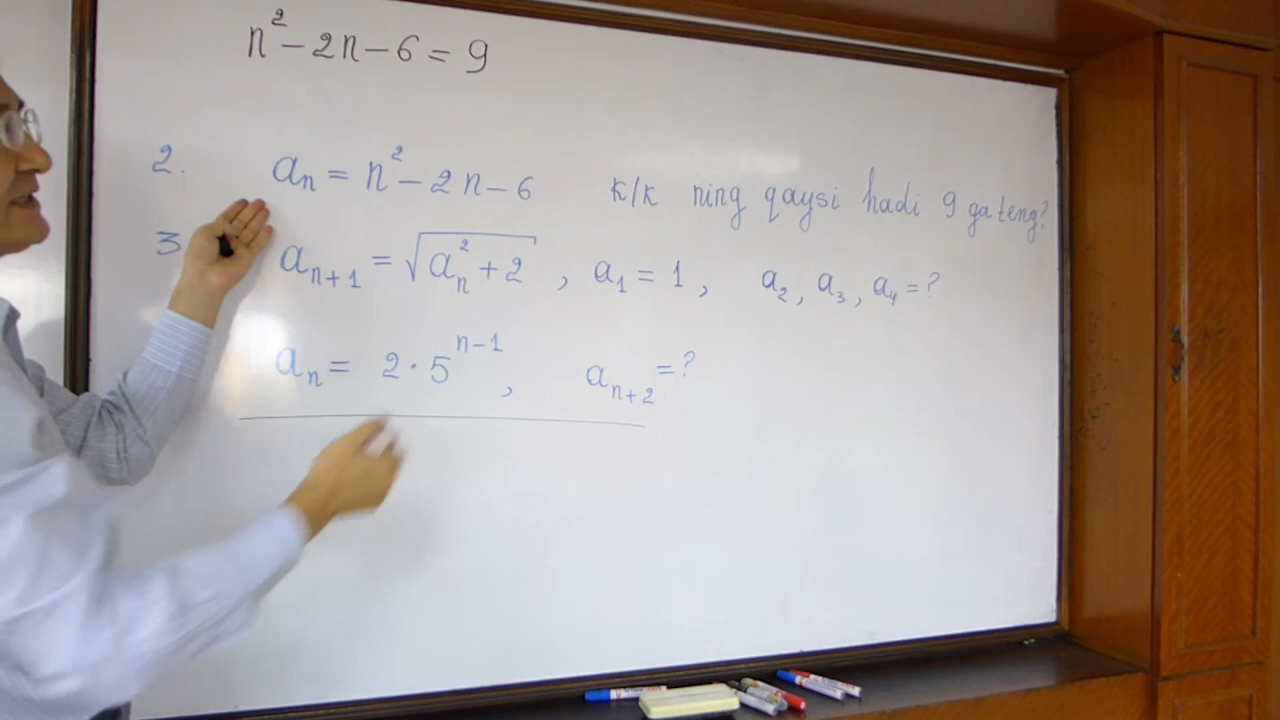 n² - 2n - 6 = 9
2. aₙ = n² - 2n - 6 к/к ning qaysi hadi 9 ga teng?
3 aₙ₊₁ = √(aₙ² + 2) , a₁ = 1 , a₂ , a₃ , a₄ = ?
aₙ = 2 · 5ⁿ⁻¹ , aₙ₊₂ = ?